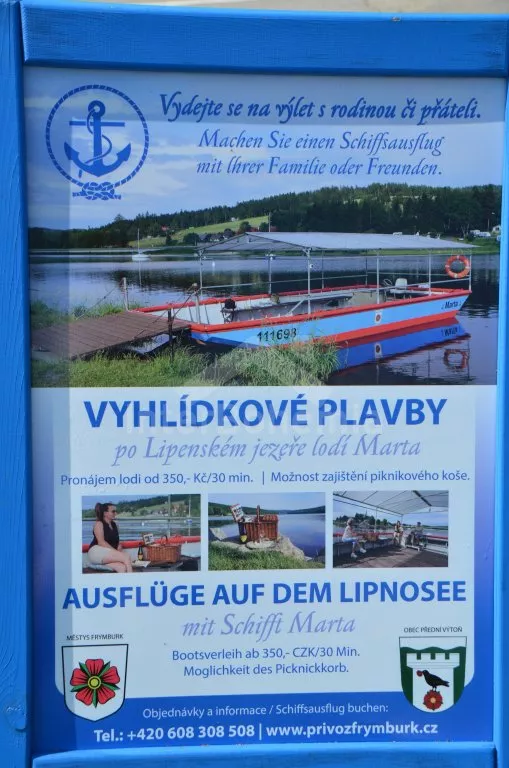 Vydejte se na výlet s rodinou či přáteli.
Machen Sie einen Schiffsausflug
mit Ihrer Familie oder Freunden.
Marta
111698
VYHLÍDKOVÉ PLAVBY
po Lipenském jezeře lodí Marta
Pronájem lodi od 350,- Kč/30 min. | Možnost zajištění piknikového koše.
AUSFLÜGE AUF DEM LIPNOSEE
mit Schifft Marta
MĚSTYS FRYMBURK
OBEC PŘEDNÍ VÝTOŇ
Bootsverleih ab 350,- CZK/30 Min.
Moglichkeit des Picknickkorb.
Objednávky a informace / Schiffsausflug buchen:
Tel.: +420 608 308 508 | www.privozfrymburk.cz